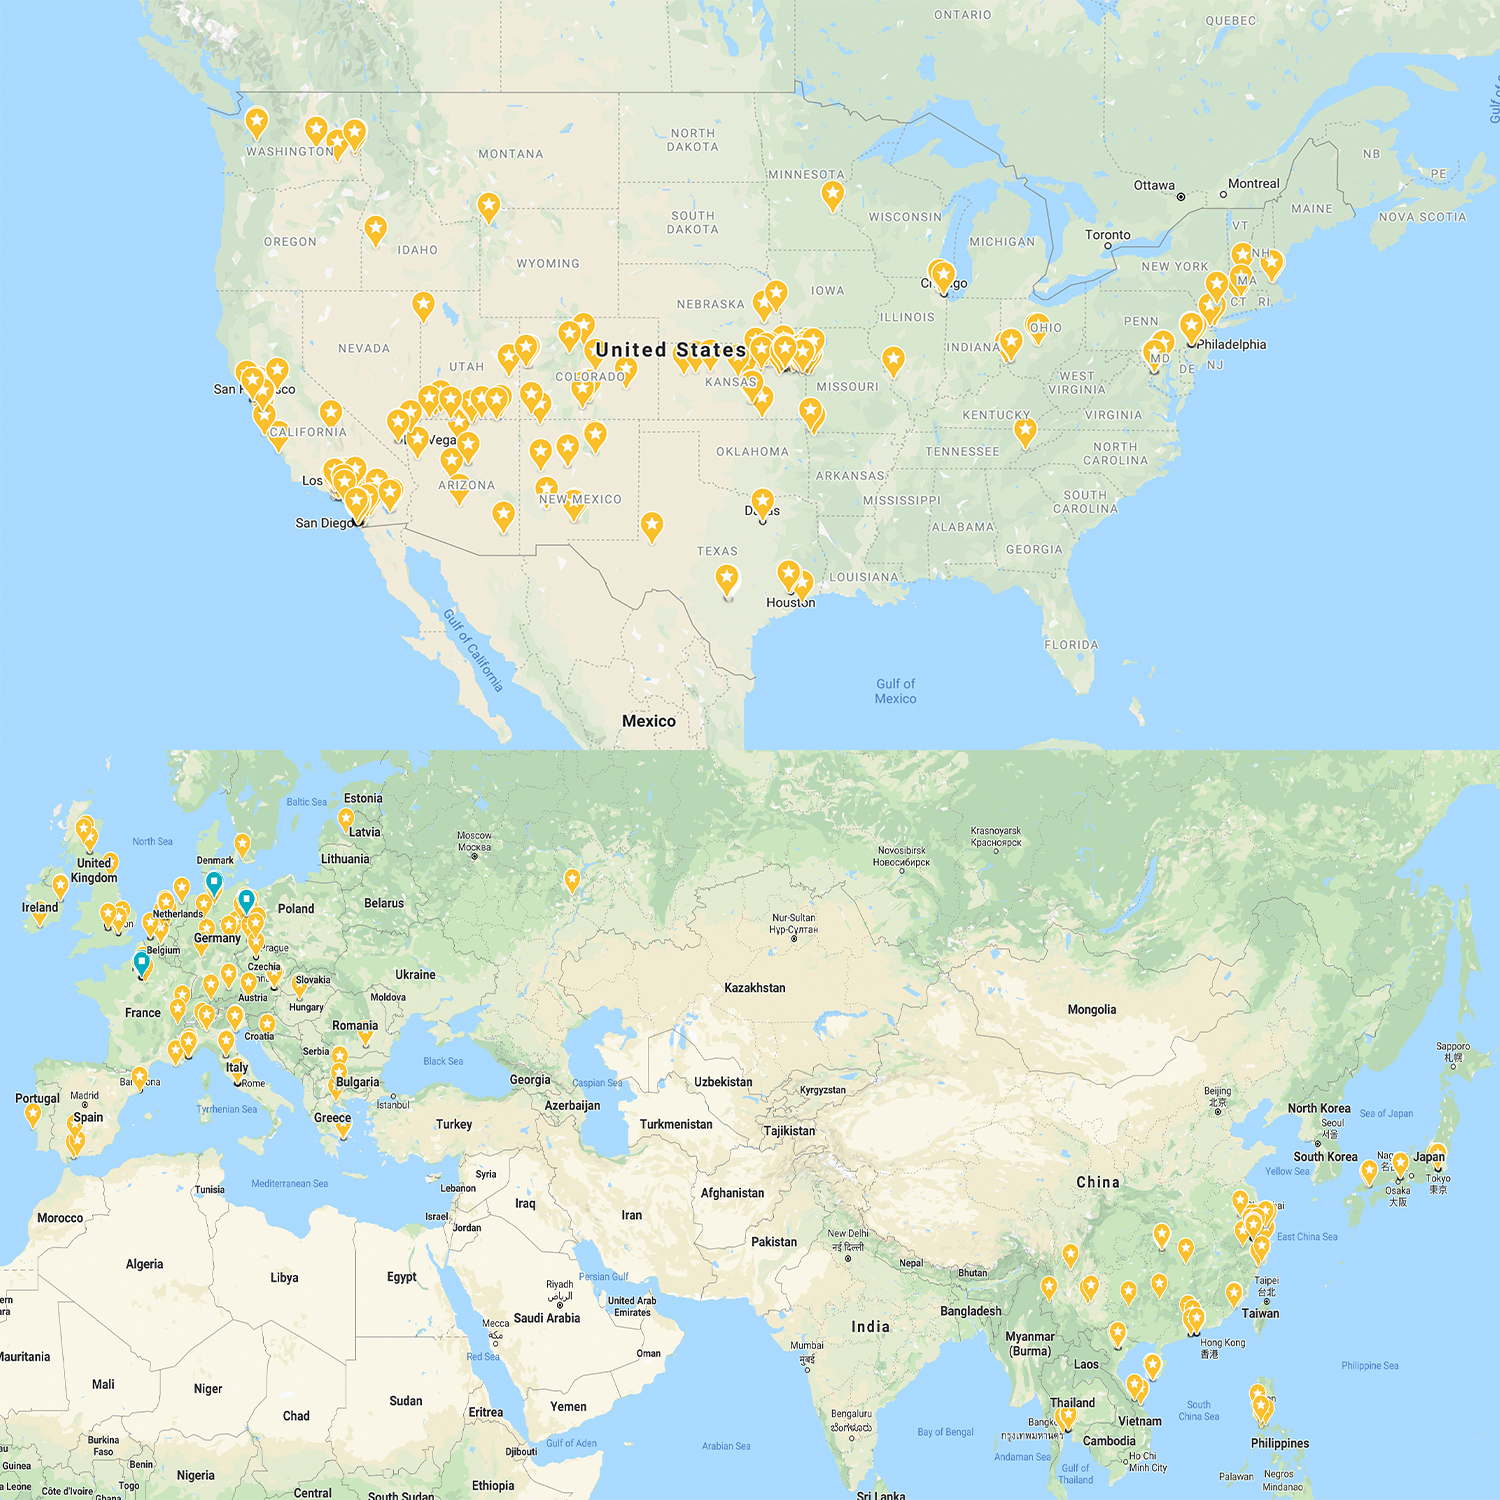 ONTARIO
QUEBEC
Gulf of
WASHINGTON
MONTANA
NORTH
DAKOTA
MINNESOTA
NB
PE
Ottawa
Montreal
MAINE
NOVA SCOTIA
OREGON
IDAHO
SOUTH
DAKOTA
WISCONSIN
MICHIGAN
Toronto
VT
NH
WYOMING
NEW YORK
MA
CT RI
NEBRASKA
IOWA
ILLINOIS
INDIANA
OHIO
PENN
Philadelphia
MD
DE
NJ
NEVADA
UTAH
United States
COLORADO
KANSAS
MISSOURI
WEST
VIRGINIA
KENTUCKY
VIRGINIA
San
CALIFORNIA
Vega
OKLAHOMA
TENNESSEE
NORTH
CAROLINA
Los
ARIZONA
NEW MEXICO
ARKANSAS
MISSISSIPPI
SOUTH
CAROLINA
San Diego
ALABAMA
TEXAS
GEORGIA
LOUISIANA
Houston
Gulf of California
FLORIDA
Gulf of
Mexico
Mexico
Baltic Sea
Estonia
North Sea
Latvia
Moscow
Москва
Krasnoyarsk
Красноярск
Denmark
Lithuania
Novosibirsk
Новосибирск
United
Kingdom
Ireland
Netherlands
Poland
Belarus
Germany
Belgium
Prague
Nur-Sultan
Нұр-Сұлтан
Czechia
Slovakia
Ukraine
Kazakhstan
Austria
Hungary
Moldova
France
Mongolia
Croatia
Romania
Serbia
Black Sea
Sapporo
札幌
Italy
Rome
Bulgaria
Georgia
Caspian Sea
Uzbekistan
Kyrgyzstan
Beijing
北京
Portugal
Madrid
Spain
Tyrrhenian Sea
Greece
Istanbul
Azerbaijan
Turkey
Turkmenistan
Tajikistan
North Korea
Seoul
서울
Sea of Japan
South Korea
Japan
Yellow Sea
Osaka
大阪
Tokyo
東京
Tunisia
Mediterranean Sea
Syria
Lebanon
Iraq
Afghanistan
China
Morocco
Israel
Jordan
Iran
Pakistan
New Delhi
नई दिल्ली
Nepal
Bhutan
East China Sea
Algeria
Libya
Egypt
Persian Gulf
Riyadh
الرياض
Saudi Arabia
United Arab
Emirates
Bangladesh
Taipei
台北
Taiwan
Mecca
مكة
Red Sea
Oman
India
Mumbai
मुंबई
Myanmar
(Burma)
Laos
Hong Kong
香港
Philippine Sea
Mauritania
Mali
Niger
Chad
Sudan
Eritrea
Yemen
Thailand
South
China Sea
Bengaluru
ಬೆಂಗಳೂರು
Bay of Bengal
Vietnam
Burkina
Faso
Djibouti
Gulf of Aden
Arabian Sea
Andaman Sea
Cambodia
Gulf of
Thailand
Ho Chi
Minh City
Philippines
Guinea
Benin
Togo
Nigeria
Ethiopia
Central
South Sudan
Côte d'Ivoire
Ghana
Sri Lanka
Palawan
Negros
Mindanao